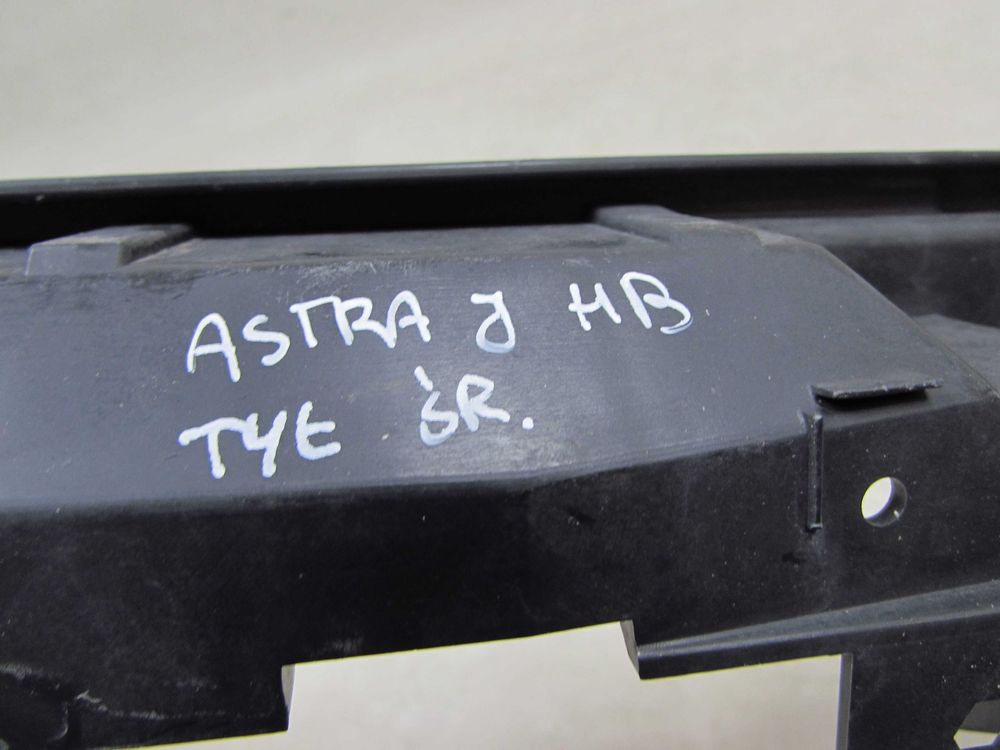 ASTRA J HB
TYŁ ŚR.